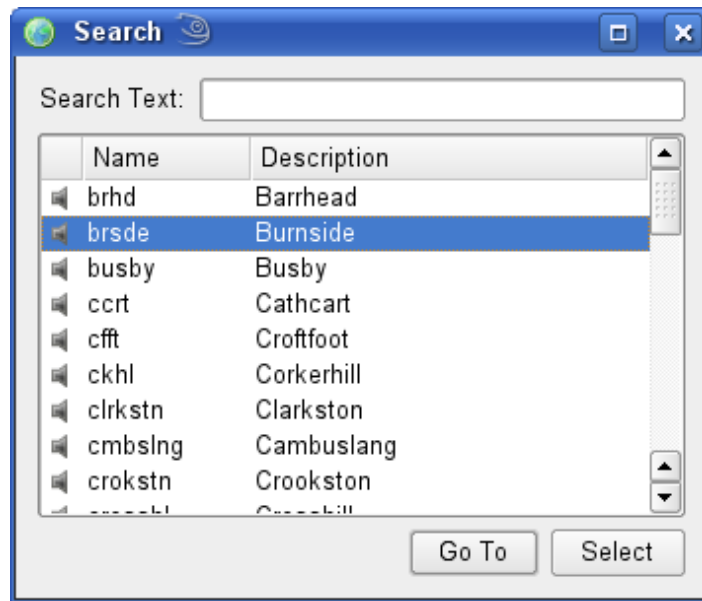 Search
Search Text:
Name Description
brhd Barrhead
brsde Burnside
busby Busby
ccrt Cathcart
cfft Croftfoot
ckhl Corkerhill
clrkstn Clarkston
cmbslng Cambuslang
crokstn Crookston
Go To Select